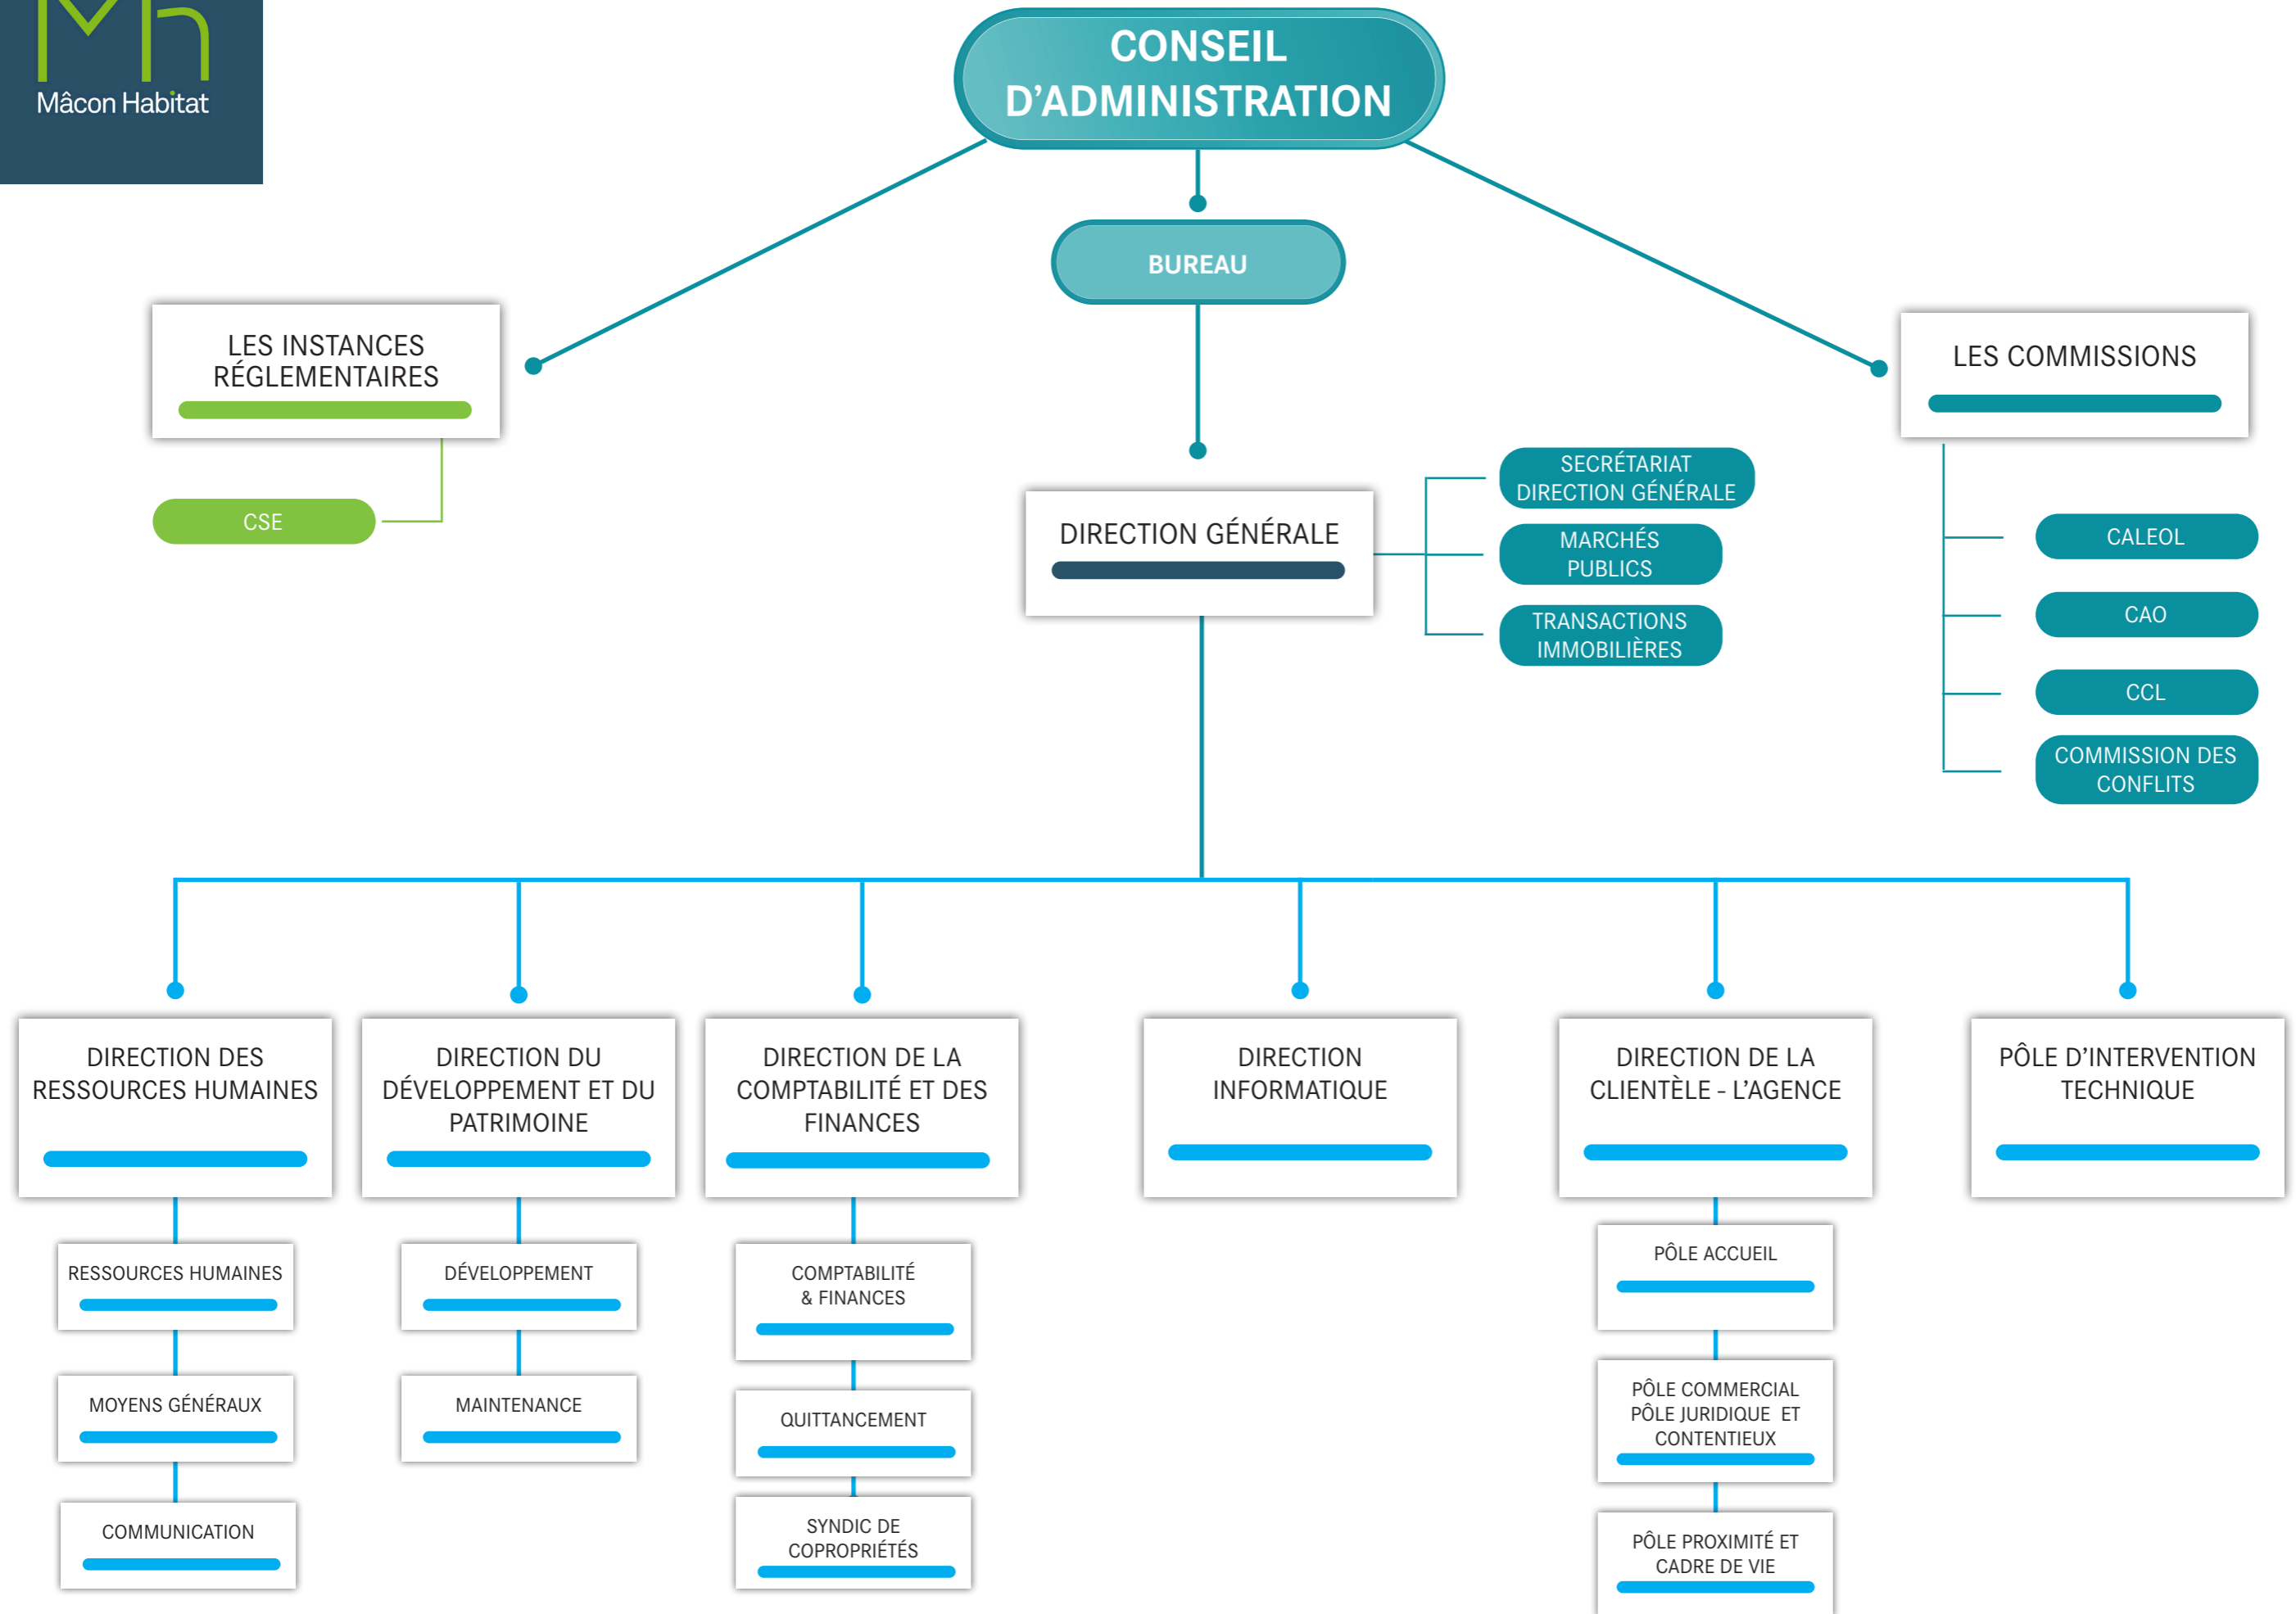 Mh
Mâcon Habitat
CONSEIL
D'ADMINISTRATION
BUREAU
LES INSTANCES
RÉGLEMENTAIRES
CSE
LES COMMISSIONS
CALEOL
CAO
CCL
COMMISSION DES
CONFLITS
DIRECTION GÉNÉRALE
SECRÉTARIAT
DIRECTION GÉNÉRALE
MARCHÉS
PUBLICS
TRANSACTIONS
IMMOBILIÈRES
DIRECTION DES
RESSOURCES HUMAINES
RESSOURCES HUMAINES
MOYENS GÉNÉRAUX
COMMUNICATION
DIRECTION DU
DÉVELOPPEMENT ET DU
PATRIMOINE
DÉVELOPPEMENT
MAINTENANCE
DIRECTION DE LA
COMPTABILITÉ ET DES
FINANCES
COMPTABILITÉ
& FINANCES
QUITTANCEMENT
SYNDIC DE
COPROPRIÉTÉS
DIRECTION
INFORMATIQUE
DIRECTION DE LA
CLIENTÈLE - L'AGENCE
PÔLE ACCUEIL
PÔLE COMMERCIAL
PÔLE JURIDIQUE ET
CONTENTIEUX
PÔLE PROXIMITÉ ET
CADRE DE VIE
PÔLE D'INTERVENTION
TECHNIQUE